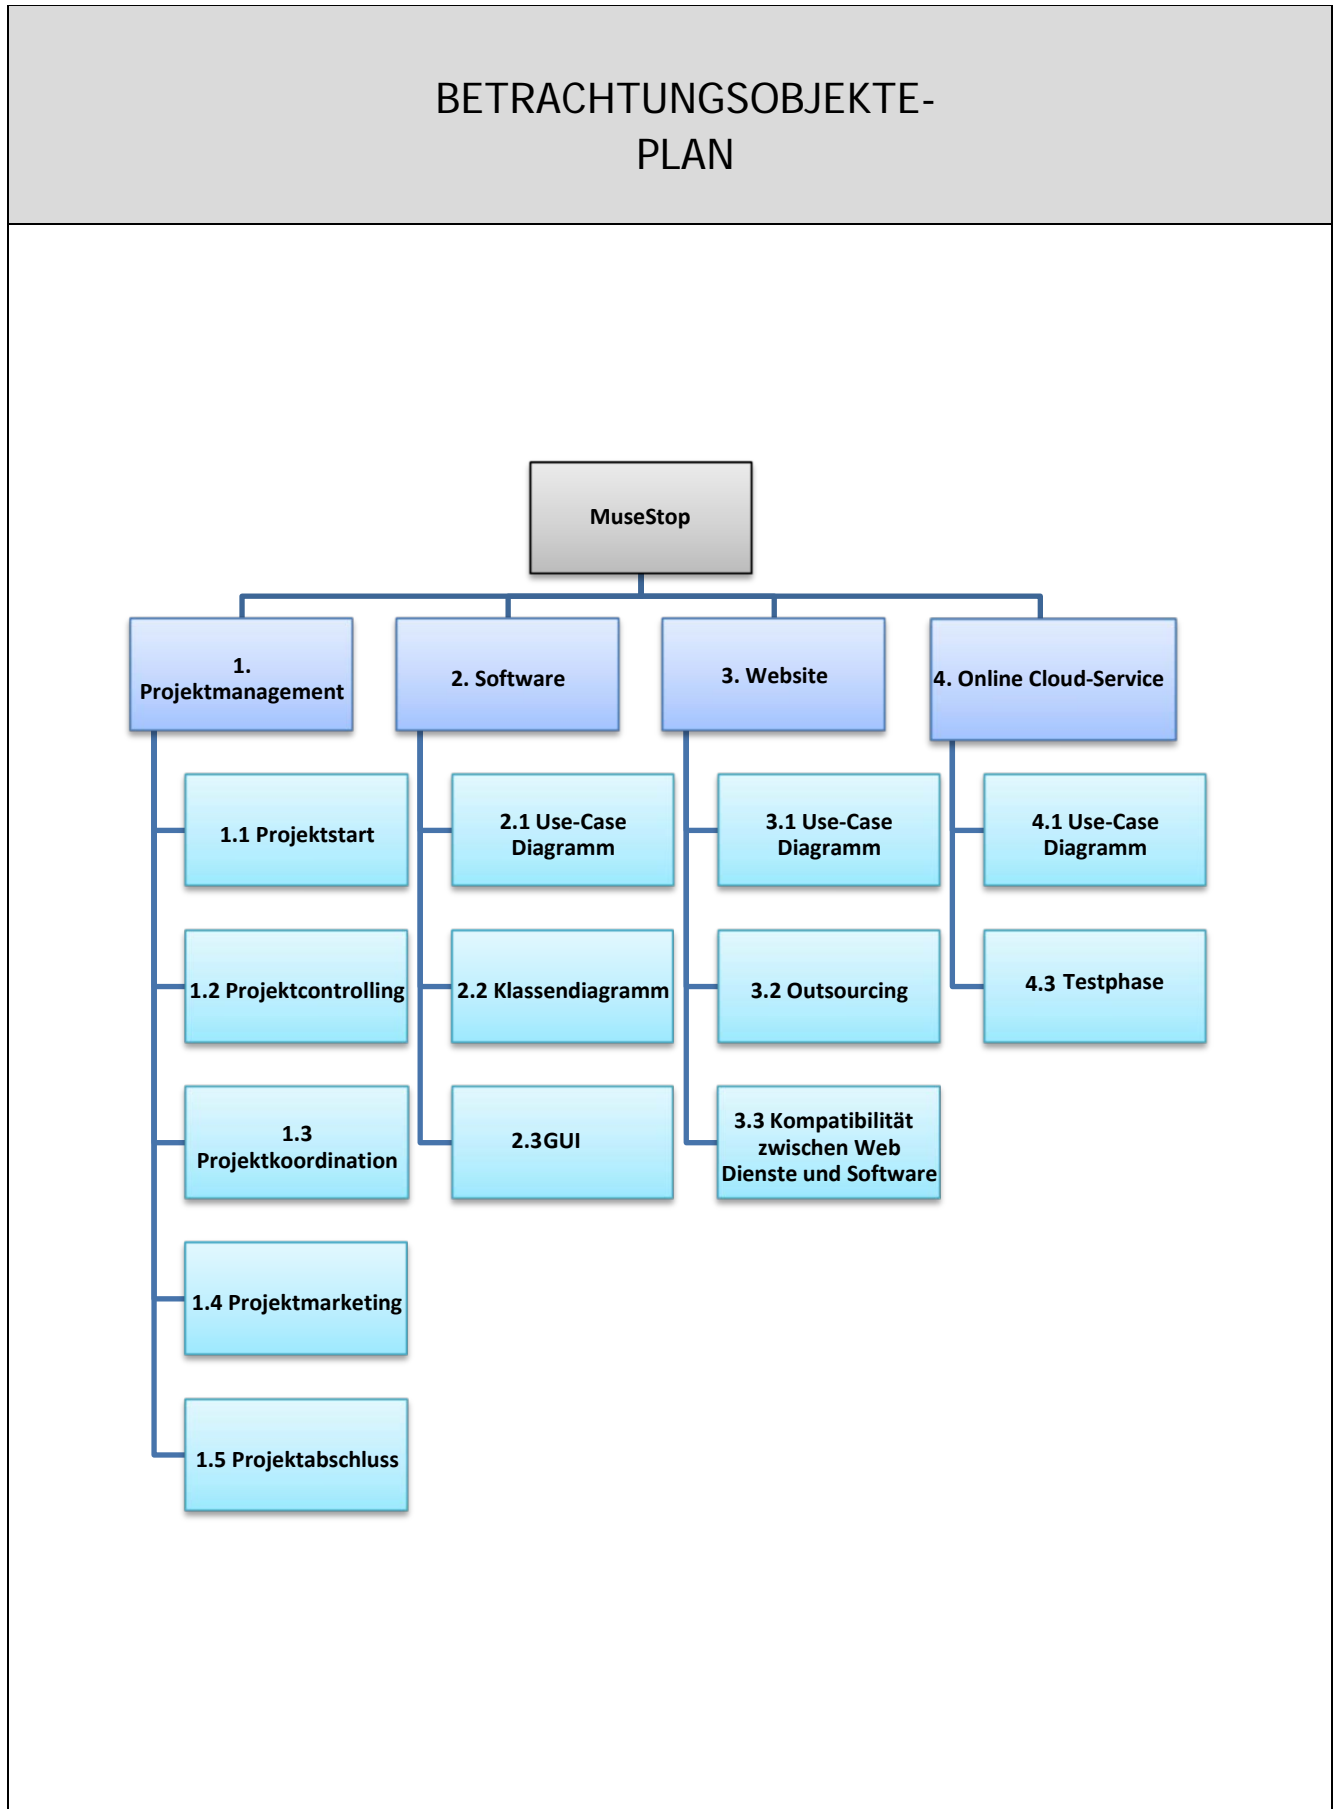 BETRACHTUNGSOBJEKTE-
PLAN
MuseStop
1.
Projektmanagement
2. Software
3. Website
4. Online Cloud-Service
1.1 Projektstart
2.1 Use-Case
Diagramm
3.1 Use-Case
Diagramm
4.1 Use-Case
Diagramm
1.2 Projektcontrolling
2.2 Klassendiagramm
3.2 Outsourcing
4.3 Testphase
1.3
Projektkoordination
2.3GUI
3.3 Kompatibilität
zwischen Web
Dienste und Software
1.4 Projektmarketing
1.5 Projektabschluss